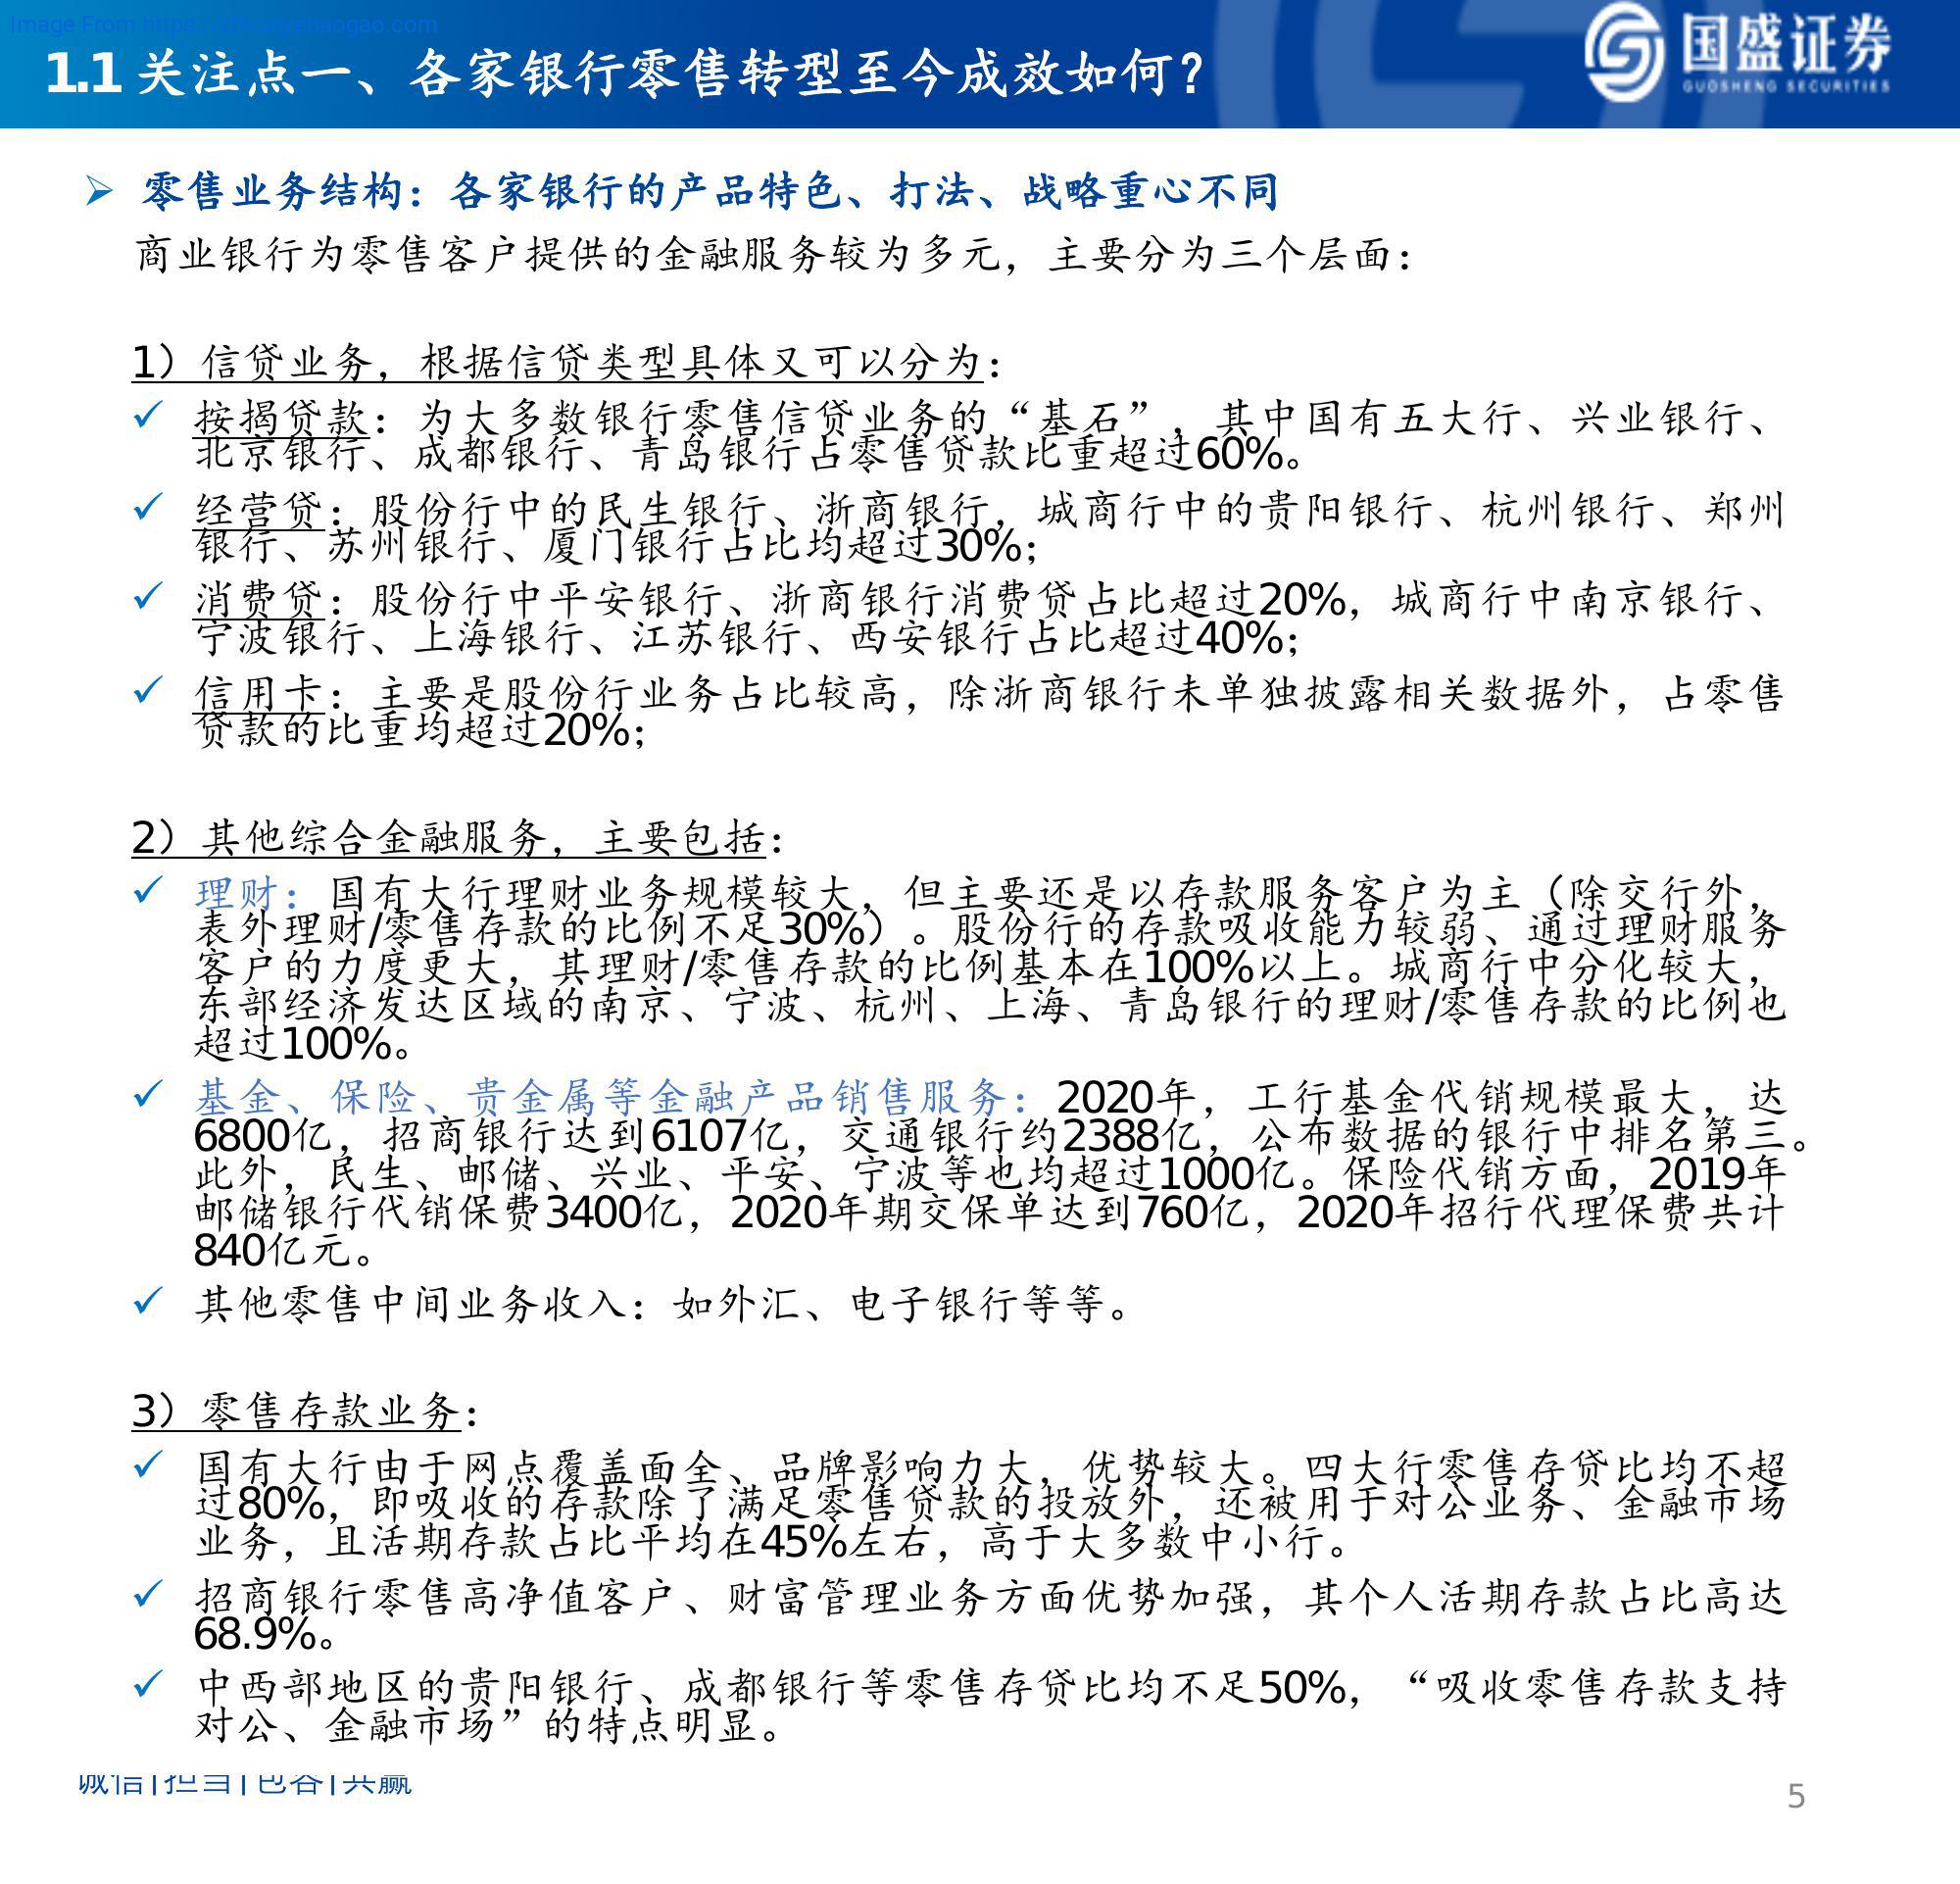 1.1 关注点一、各家银行零售转型至今成效如何？
国盛证券
GUOSHENG SECURITIES
零售业务结构：各家银行的产品特色、打法、战略重心不同
商业银行为零售客户提供的金融服务较为多元，主要分为三个层面：
1）信贷业务，根据信贷类型具体又可以分为：
按揭贷款：为大多数银行零售信贷业务的“基石”，其中国有五大行、兴业银行、
北京银行、成都银行、青岛银行占零售贷款比重超过60%。
经营贷：股份行中的民生银行、浙商银行，城商行中的贵阳银行、杭州银行、郑州
银行、苏州银行、厦门银行占比均超过30%；
消费贷：股份行中平安银行、浙商银行消费贷占比超过20%，城商行中南京银行、
宁波银行、上海银行、江苏银行、西安银行占比超过40%；
信用卡：主要是股份行业务占比较高，除浙商银行未单独披露相关数据外，占零售
贷款的比重均超过20%；
2）其他综合金融服务，主要包括：
理财：国有大行理财业务规模较大，但主要还是以存款服务客户为主（除交行外，
表外理财/零售存款的比例不足30%）。股份行的存款吸收能力较弱、通过理财服务
客户的力度更大，其理财/零售存款的比例基本在100%以上。城商行中分化较大，
东部经济发达区域的南京、宁波、杭州、上海、青岛银行的理财/零售存款的比例也
超过100%。
基金、保险、贵金属等金融产品销售服务：2020年，工行基金代销规模最大，达
6800亿，招商银行达到6107亿，交通银行约2388亿，公布数据的银行中排名第三。
此外，民生、邮储、兴业、平安、宁波等也均超过1000亿。保险代销方面，2019年
邮储银行代销保费3400亿，2020年期交保单达到760亿，2020年招行代理保费共计
840亿元。
其他零售中间业务收入：如外汇、电子银行等等。
3）零售存款业务：
国有大行由于网点覆盖面全、品牌影响力大，优势较大。四大行零售存贷比均不超
过80%，即吸收的存款除了满足零售贷款的投放外，还被用于对公业务、金融市场
业务，且活期存款占比平均在45%左右，高于大多数中小行。
招商银行零售高净值客户、财富管理业务方面优势加强，其个人活期存款占比高达
68.9%。
中西部地区的贵阳银行、成都银行等零售存贷比均不足50%，“吸收零售存款支持
对公、金融市场”的特点明显。
诚信|担当|包容|共赢
5